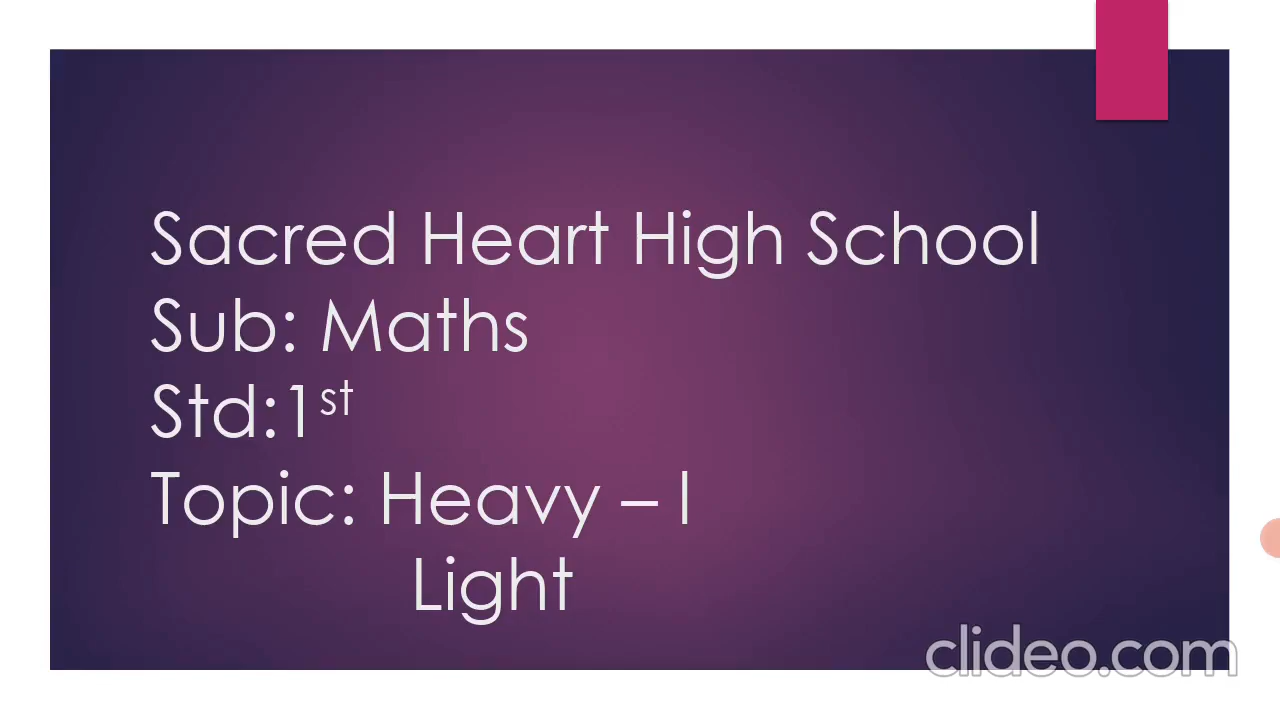 Sacred Heart High School
Sub: Maths
Std:1st
Topic: Heavy – l
Light
clideo.com